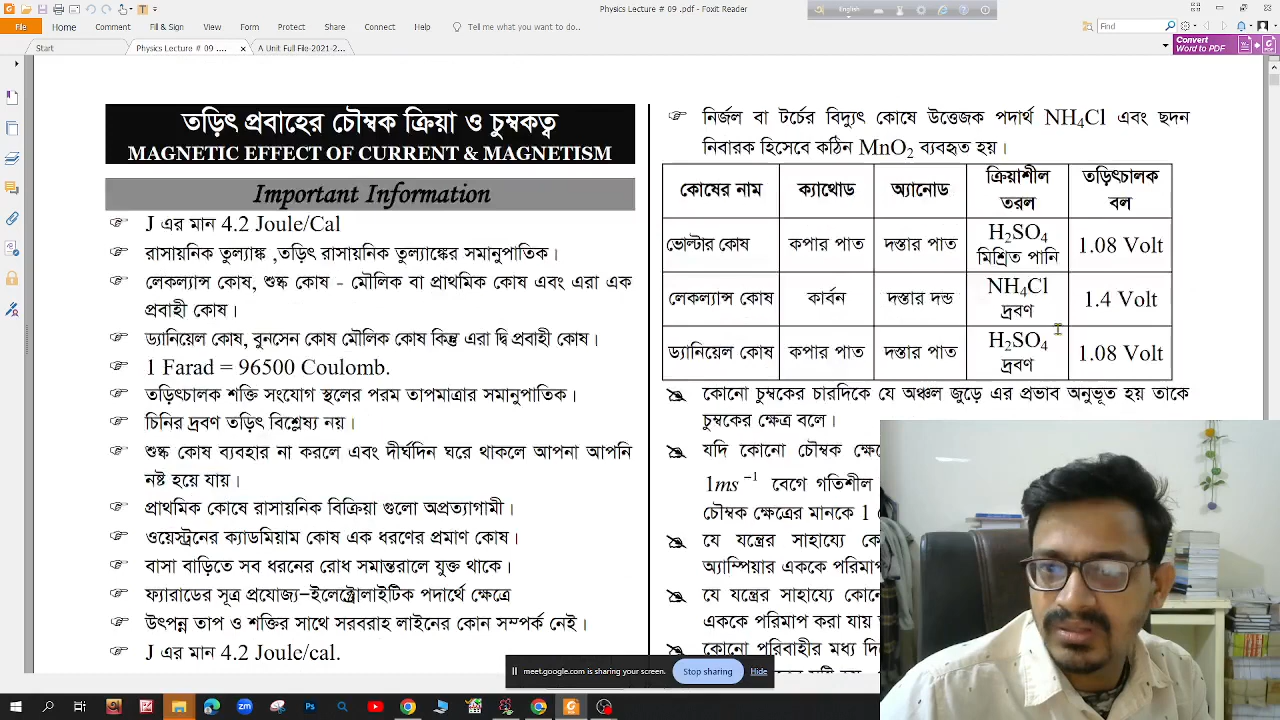 Physics Lecture # 09 .pdf - Foxit Reader
English
File
Home
Comment
Fill & Sign
View
Form
Protect
Share
Help
Tell me what you want to do..
Find
Start
Physics Lecture # 09 ...
A Unit Full File-2021-2...
Convert
Word to PDF
তড়িৎ প্রবাহের চৌম্বক ক্রিয়া ও চুম্বকত্ব
MAGNETIC EFFECT OF CURRENT & MAGNETISM
Important Information
J এর মান 4.2 Joule/Cal
রাসায়নিক তুল্যাঙ্ক ,তড়িৎ রাসায়নিক তুল্যাঙ্কের সমানুপাতিক।
লেকল্যান্স কোষ, শুষ্ক কোষ - মৌলিক বা প্রাথমিক কোষ এবং এরা এক
প্রবাহী কোষ।
ড্যানিয়েল কোষ, বুনসেন কোষ মৌলিক কোষ কিন্তু এরা দ্বি প্রবাহী কোষ।
1 Farad = 96500 Coulomb.
তড়িৎচালক শক্তি সংযোগ স্থলের পরম তাপমাত্রার সমানুপাতিক।
চিনির দ্রবণ তড়িৎ বিশ্লেষ্য নয়।
শুষ্ক কোষ ব্যবহার না করলে এবং দীর্ঘদিন ঘরে থাকলে আপনা আপনি
নষ্ট হয়ে যায়।
প্রাথমিক কোষে রাসায়নিক বিক্রিয়া গুলো অপ্রত্যাগামী।
ওয়েস্ট্রনের ক্যাডমিয়াম কোষ এক ধরণের প্রমাণ কোষ।
বাসা বাড়িতে সব ধরনের রোধ সমান্তরালে যুক্ত থাকে।
ফ্যারাডের সূত্র প্রযোজ্য–ইলেক্ট্রোলাইটিক পদার্থে ক্ষেত্রে
উৎপন্ন তাপ ও শক্তির সাথে সরবরাহ লাইনের কোন সম্পর্ক নেই।
J এর মান 4.2 Joule/cal.
নির্জল বা টর্চের বিদ্যুৎ কোষে উত্তেজক পদার্থ NH₄Cl এবং ছদন
নিবারক হিসেবে কঠিন MnO₂ ব্যবহৃত হয়।
কোষের নাম ক্যাথোড অ্যানোড ক্রিয়াশীল তরল তড়িৎচালক বল
ভোল্টার কোষ কপার পাত দস্তার পাত H₂SO₄ মিশ্রিত পানি 1.08 Volt
লেকল্যান্স কোষ কার্বন দস্তার দন্ড NH₄Cl দ্রবণ 1.4 Volt
ড্যানিয়েল কোষ কপার পাত দস্তার পাত H₂SO₄ দ্রবণ 1.08 Volt
কোনো চুম্বকের চারদিকে যে অঞ্চল জুড়ে এর প্রভাব অনুভূত হয় তাকে
চুম্বকের ক্ষেত্র বলে।
যদি কোনো চৌম্বক
1ms⁻¹ বেগে গতিশীল
চৌম্বক ক্ষেত্রের মানকে 1
যে যন্ত্রের সাহায্যে
অ্যাম্পিয়ার এককে
যে যন্ত্রের সাহায্যে
এককে পরিমাপ করা যায়
কোনো পরিবাহীর মধ্য
meet.google.com is sharing your screen.
Stop sharing
Hide